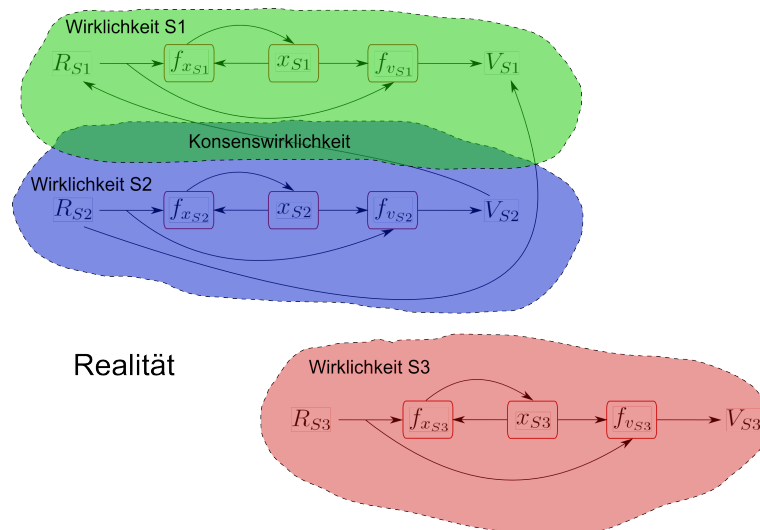 Wirklichkeit S1
R_{S1} f_{x_{S1}} x_{S1} f_{v_{S1}} V_{S1}
Konsenswirklichkeit
Wirklichkeit S2
R_{S2} f_{x_{S2}} x_{S2} f_{v_{S2}} V_{S2}
Realität
Wirklichkeit S3
R_{S3} f_{x_{S3}} x_{S3} f_{v_{S3}} V_{S3}